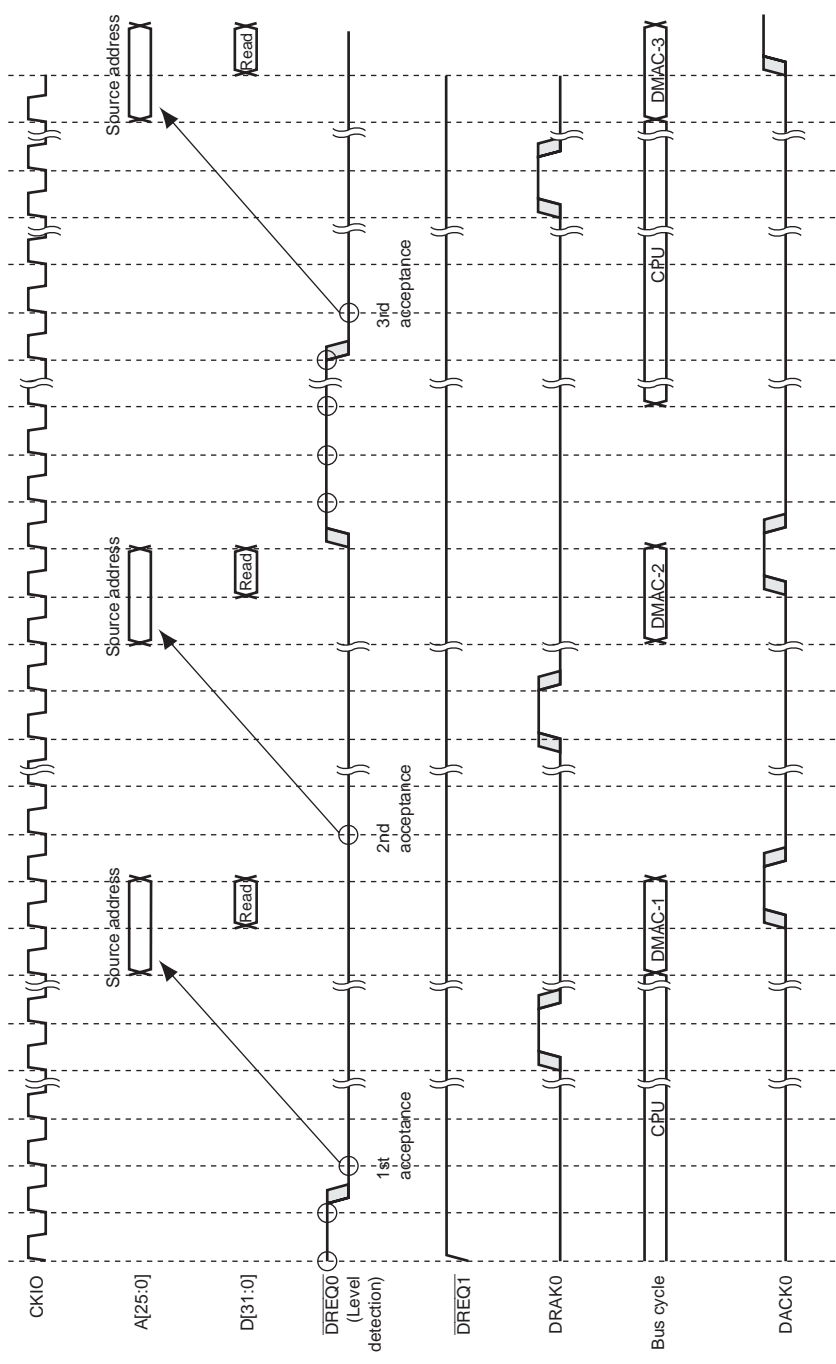 CKIO
Source address
Source address
Source address
A[25:0]
Read
Read
Read
D[31:0]
DREQ0
(Level
detection)
1st
acceptance
2nd
acceptance
3rd
acceptance
DREQ1
DRAK0
Bus cycle
CPU
DMAC-1
DMAC-2
CPU
DMAC-3
DACK0